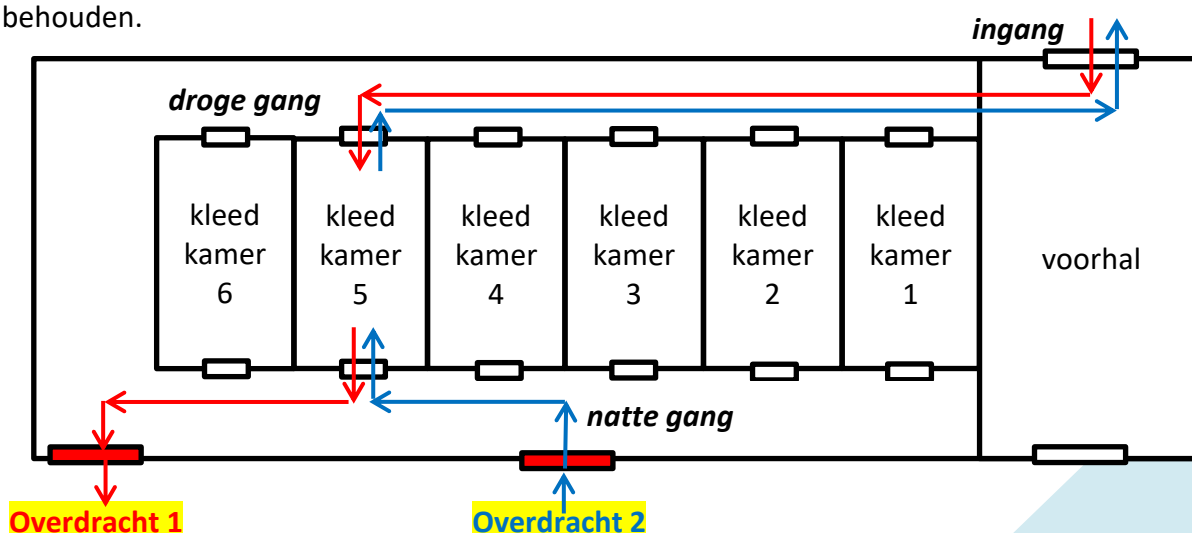 behouden.
ingang
droge gang
kleed
kamer
6
kleed
kamer
5
kleed
kamer
4
kleed
kamer
3
kleed
kamer
2
kleed
kamer
1
voorhal
natte gang
Overdracht 1
Overdracht 2